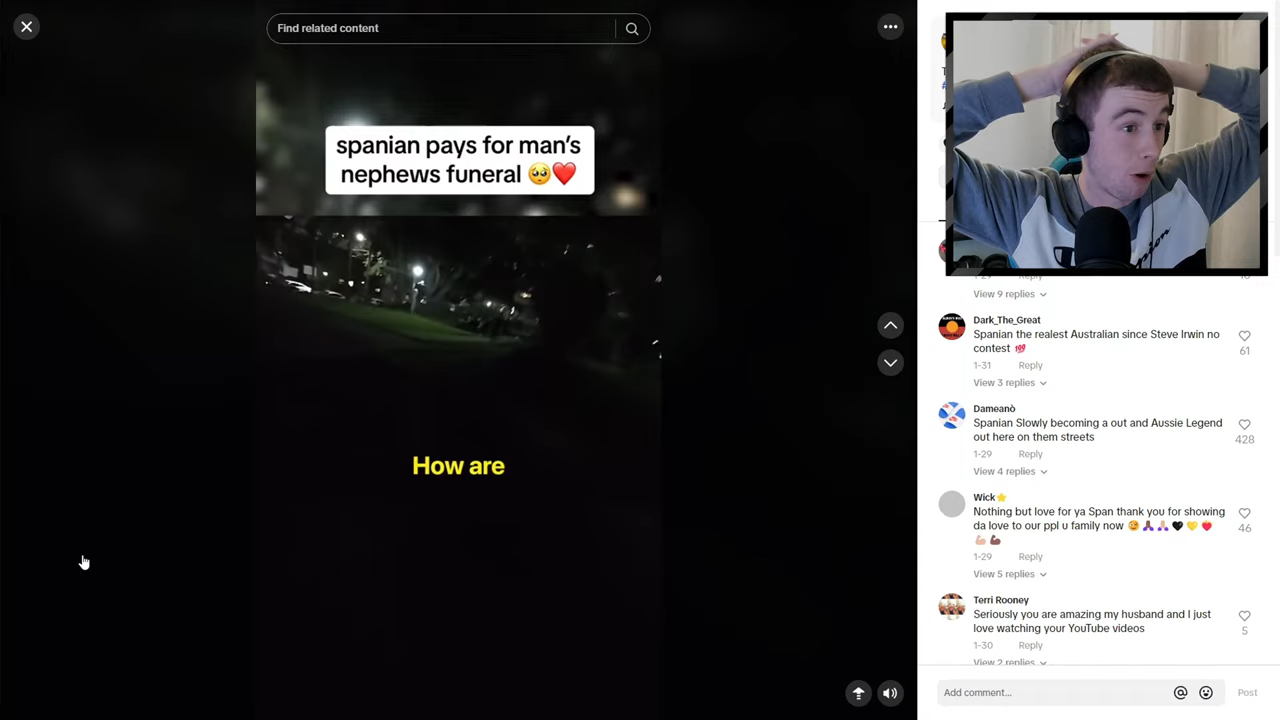 Find related content
spanian pays for man's
nephews funeral 🥺❤️
How are
Reply
View 9 replies
Dark_The_Great
Spanian the realest Australian since Steve Irwin no
contest 💯
61
1-31 Reply
View 3 replies
Dameanò
Spanian Slowly becoming a out and Aussie Legend
out here on them streets
428
1-29 Reply
View 4 replies
Wick⭐
Nothing but love for ya Span thank you for showing
da love to our ppl u family now
46
1-29 Reply
View 5 replies
Terri Rooney
Seriously you are amazing my husband and I just
love watching your YouTube videos
5
1-30 Reply
View 2 replies
Add comment...
Post